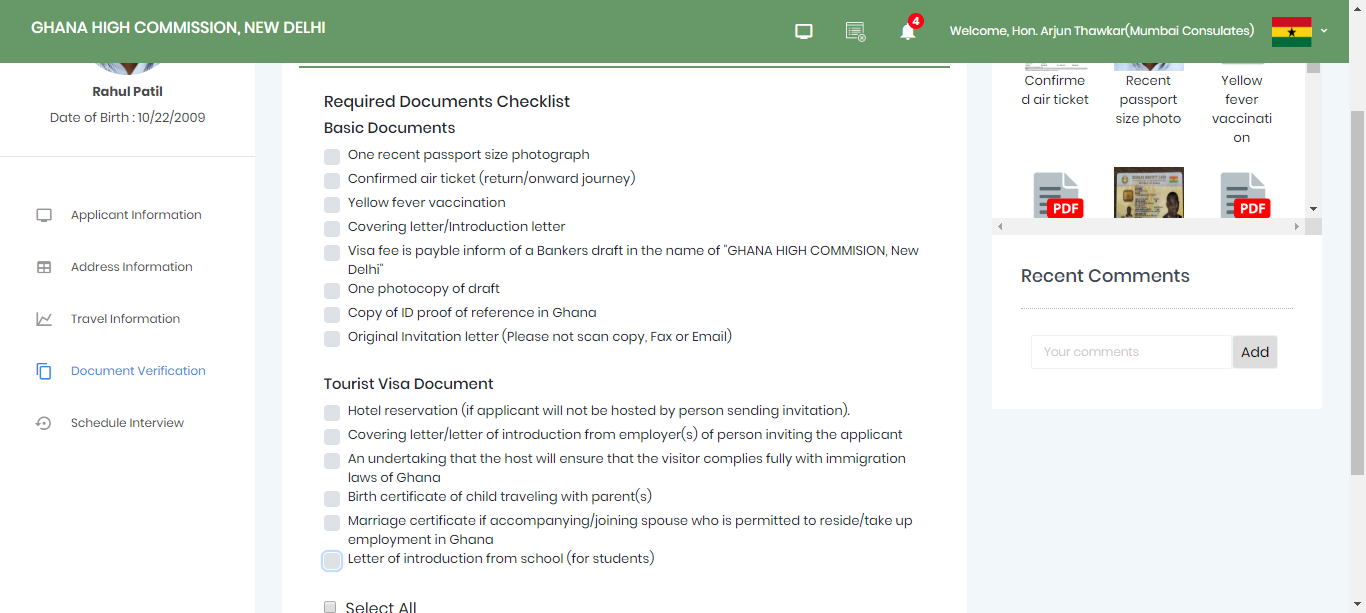 GHANA HIGH COMMISSION, NEW DELHI
4
Welcome, Hon. Arjun Thawkar(Mumbai Consulates)
Rahul Patil
Date of Birth : 10/22/2009
Applicant Information
Address Information
Travel Information
Document Verification
Schedule Interview
Required Documents Checklist
Basic Documents
One recent passport size photograph
Confirmed air ticket (return/onward journey)
Yellow fever vaccination
Covering letter/Introduction letter
Visa fee is payble inform of a Bankers draft in the name of "GHANA HIGH COMMISION, New
Delhi"
One photocopy of draft
Copy of ID proof of reference in Ghana
Original Invitation letter (Please not scan copy, Fax or Email)
Tourist Visa Document
Hotel reservation (if applicant will not be hosted by person sending invitation).
Covering letter/letter of introduction from employer(s) of person inviting the applicant
An undertaking that the host will ensure that the visitor complies fully with immigration
laws of Ghana
Birth certificate of child traveling with parent(s)
Marriage certificate if accompanying/joining spouse who is permitted to reside/take up
employment in Ghana
Letter of introduction from school (for students)
Select All
Confirme
d air ticket
Recent
passport
size photo
Yellow
fever
vaccinati
on
PDF
PDF
Recent Comments
Your comments
Add